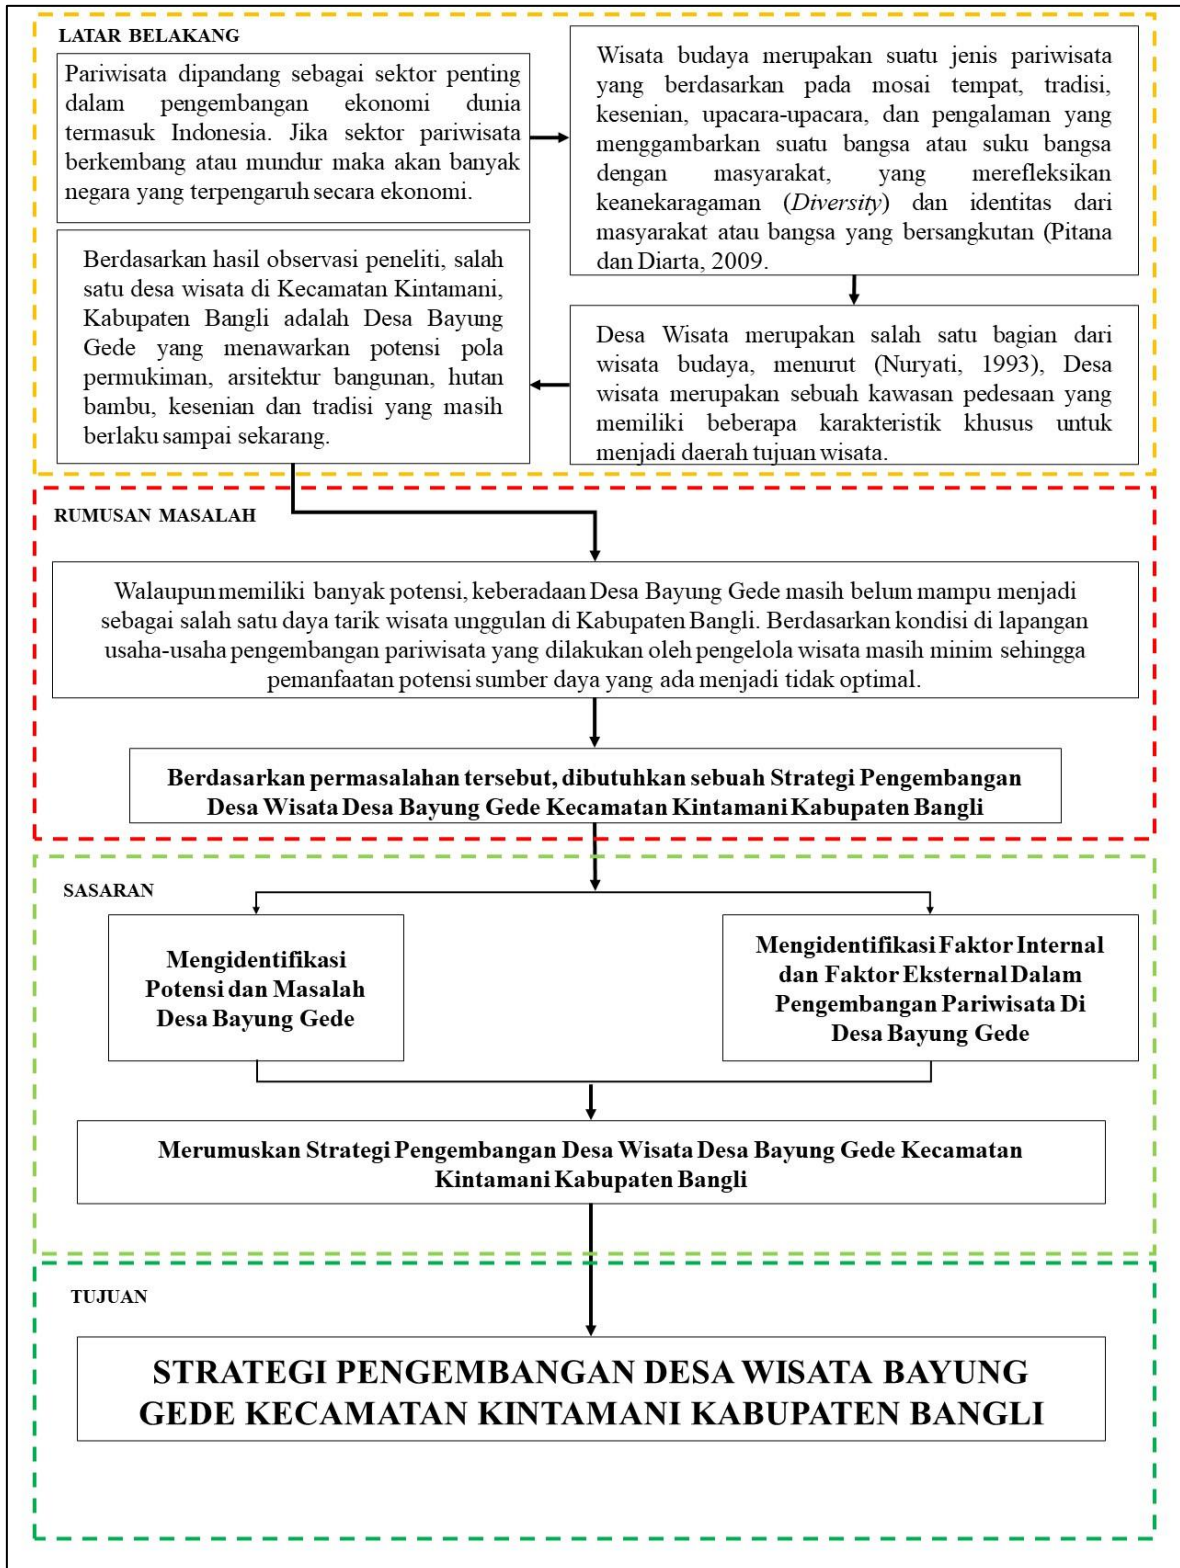 LATAR BELAKANG
Pariwisata dipandang sebagai sektor penting
dalam pengembangan ekonomi dunia
termasuk Indonesia. Jika sektor pariwisata
berkembang atau mundur maka akan banyak
negara yang terpengaruh secara ekonomi.
Wisata budaya merupakan suatu jenis pariwisata
yang berdasarkan pada mosai tempat, tradisi,
kesenian, upacara-upacara, dan pengalaman yang
menggambarkan suatu bangsa atau suku bangsa
dengan masyarakat, yang merefleksikan
keanekaragaman (Diversity) dan identitas dari
masyarakat atau bangsa yang bersangkutan (Pitana
dan Diarta, 2009.
Desa Wisata merupakan salah satu bagian dari
wisata budaya, menurut (Nuryati, 1993), Desa
wisata merupakan sebuah kawasan pedesaan yang
memiliki beberapa karakteristik khusus untuk
menjadi daerah tujuan wisata.
Berdasarkan hasil observasi peneliti, salah
satu desa wisata di Kecamatan Kintamani,
Kabupaten Bangli adalah Desa Bayung
Gede yang menawarkan potensi pola
permukiman, arsitektur bangunan, hutan
bambu, kesenian dan tradisi yang masih
berlaku sampai sekarang.
RUMUSAN MASALAH
Walaupun memiliki banyak potensi, keberadaan Desa Bayung Gede masih belum mampu menjadi
sebagai salah satu daya tarik wisata unggulan di Kabupaten Bangli. Berdasarkan kondisi di lapangan
usaha-usaha pengembangan pariwisata yang dilakukan oleh pengelola wisata masih minim sehingga
pemanfaatan potensi sumber daya yang ada menjadi tidak optimal.
Berdasarkan permasalahan tersebut, dibutuhkan sebuah Strategi Pengembangan
Desa Wisata Desa Bayung Gede Kecamatan Kintamani Kabupaten Bangli
SASARAN
Mengidentifikasi
Potensi dan Masalah
Desa Bayung Gede
Mengidentifikasi Faktor Internal
dan Faktor Eksternal Dalam
Pengembangan Pariwisata Di
Desa Bayung Gede
Merumuskan Strategi Pengembangan Desa Wisata Desa Bayung Gede Kecamatan
Kintamani Kabupaten Bangli
TUJUAN
STRATEGI PENGEMBANGAN DESA WISATA BAYUNG
GEDE KECAMATAN KINTAMANI KABUPATEN BANGLI